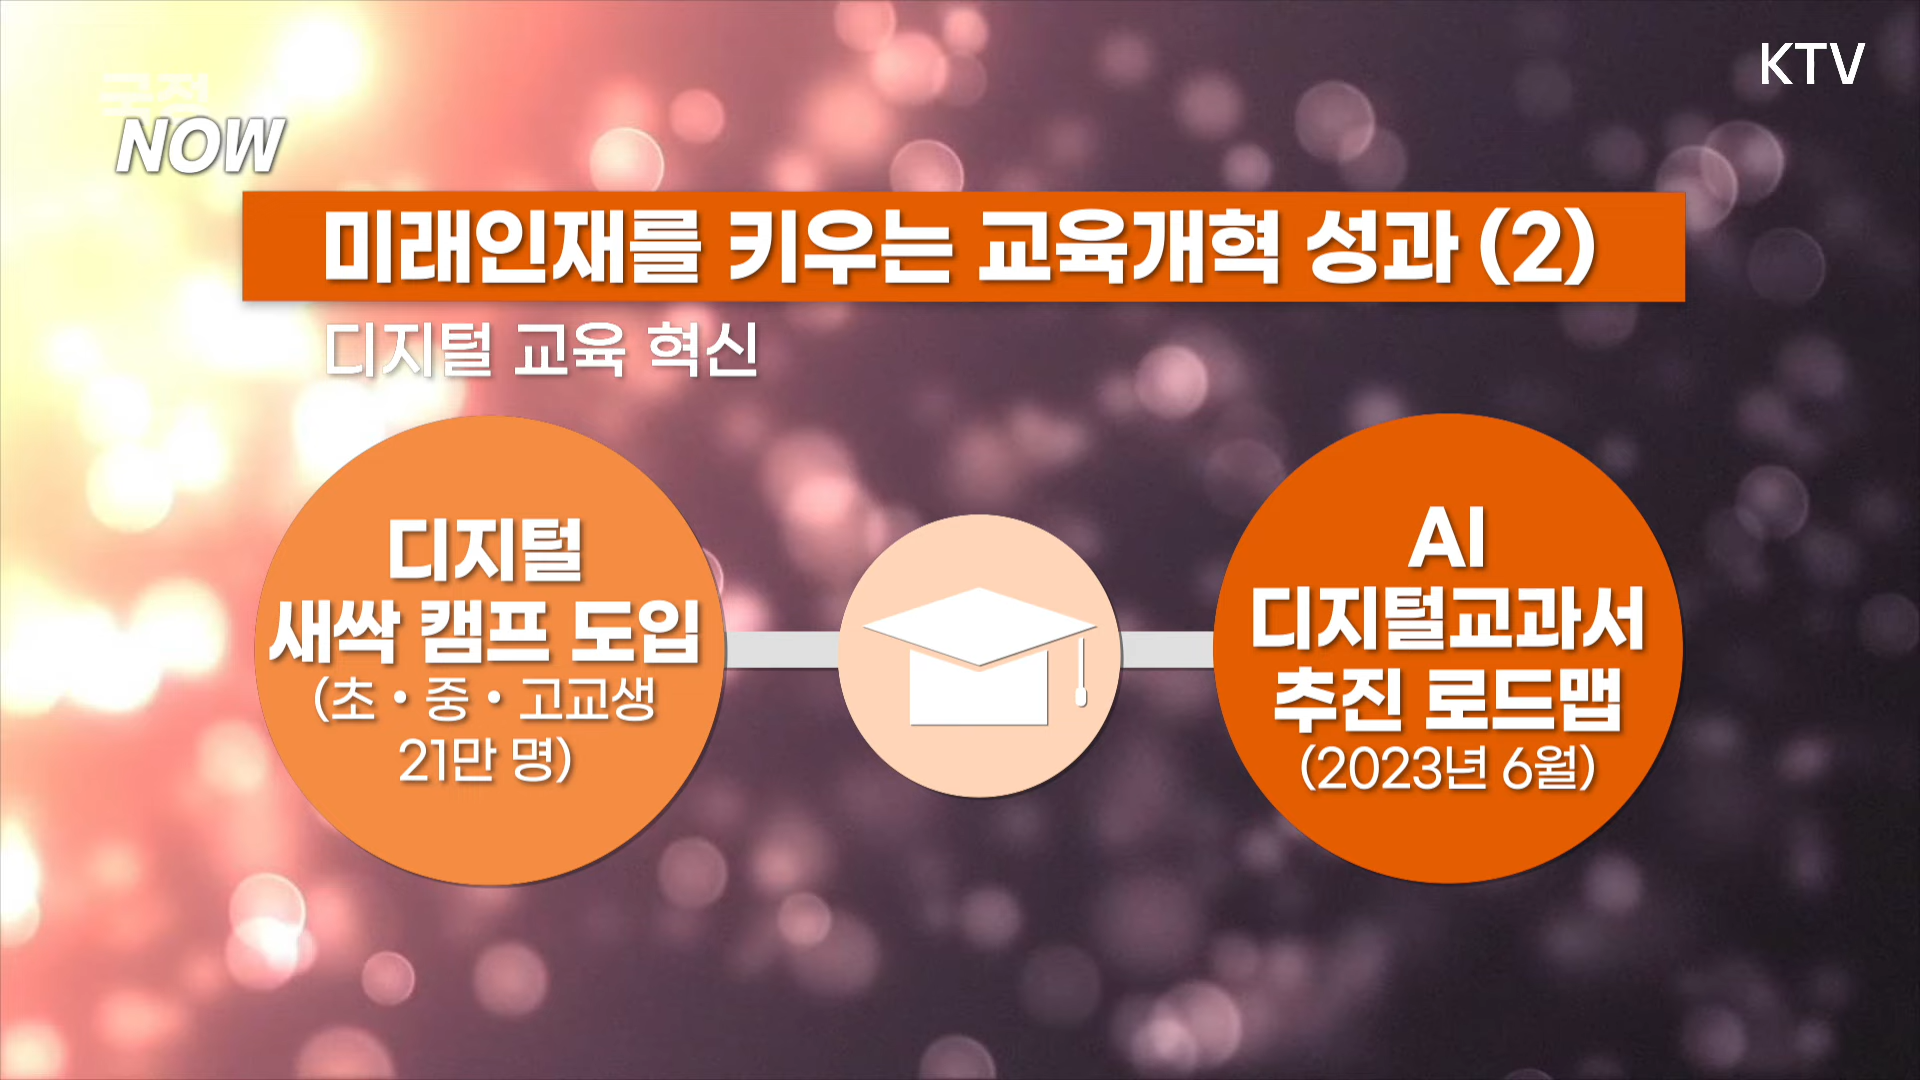 KTV
국정
NOW
미래인재를 키우는 교육개혁 성과 (2)
디지털 교육 혁신
디지털
새싹 캠프 도입
(초·중·고교생
21만 명)
AI
디지털교과서
추진 로드맵
(2023년 6월)